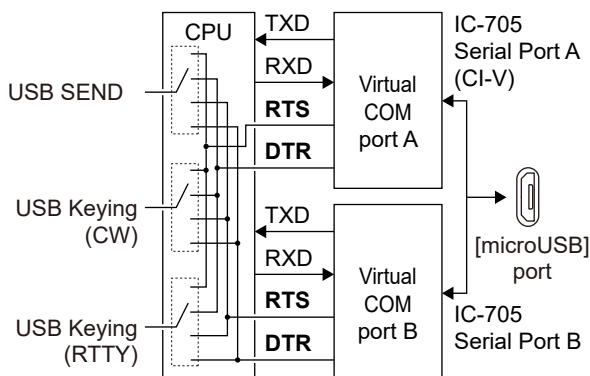 CPU
TXD
RXD
RTS
DTR
Virtual
COM
port A
IC-705
Serial Port A
(CI-V)
USB SEND
USB Keying
(CW)
USB Keying
(RTTY)
TXD
RXD
RTS
DTR
Virtual
COM
port B
[microUSB]
port
IC-705
Serial Port B